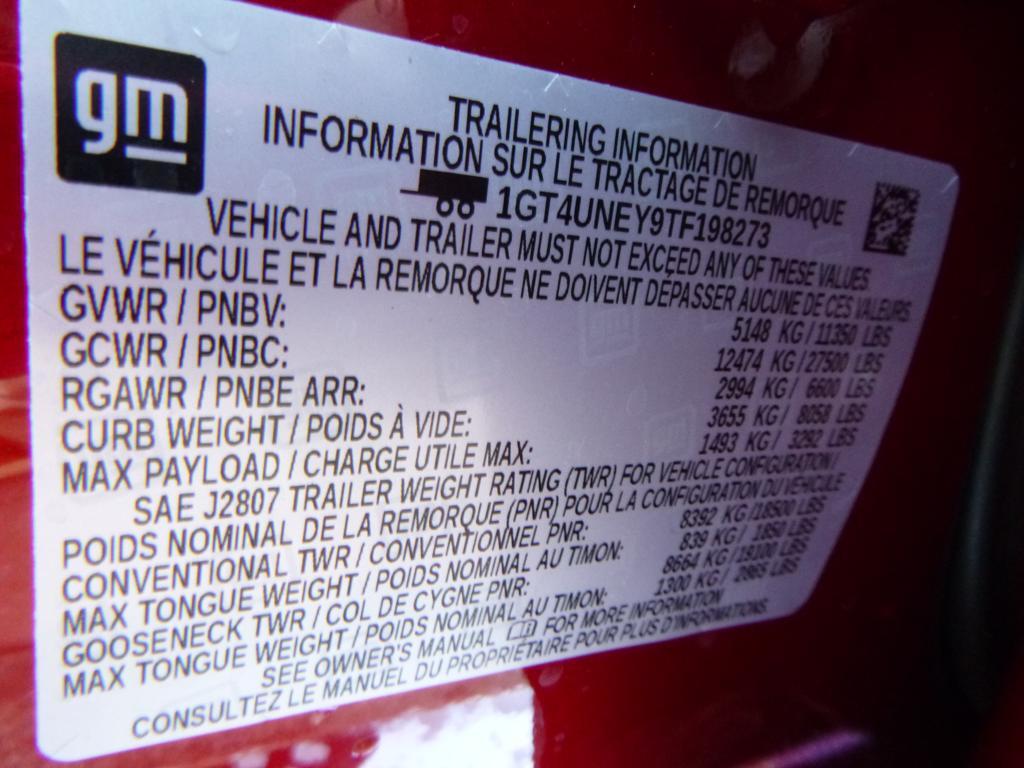 gm
TRAILERING INFORMATION
INFORMATION SUR LE TRACTAGE DE REMORQUE
1GT4UNEY9TF198273
VEHICLE AND TRAILER MUST NOT EXCEED ANY OF THESE VALUES
LE VÉHICULE ET LA REMORQUE NE DOIVENT DÉPASSER AUCUNE DE CES VALEURS
GVWR / PNBV: 5148 KG / 11350 LBS
GCWR / PNBC: 12474 KG / 27500 LBS
RGAWR / PNBE ARR: 2994 KG / 6600 LBS
CURB WEIGHT / POIDS À VIDE: 3655 KG / 8058 LBS
MAX PAYLOAD / CHARGE UTILE MAX: 1493 KG / 3292 LBS
SAE J2807 TRAILER WEIGHT RATING (TWR) FOR VEHICLE CONFIGURATION /
POIDS NOMINAL DE LA REMORQUE (PNR) POUR LA CONFIGURATION DU VÉHICULE
CONVENTIONAL TWR / CONVENTIONNEL PNR: 8392 KG / 18500 LBS
MAX TONGUE WEIGHT / POIDS NOMINAL AU TIMON: 839 KG / 1850 LBS
GOOSENECK TWR / COL DE CYGNE PNR: 8664 KG / 19100 LBS
MAX TONGUE WEIGHT / POIDS NOMINAL AU TIMON: 1300 KG / 2865 LBS
SEE OWNER'S MANUAL FOR MORE INFORMATION
CONSULTEZ LE MANUEL DU PROPRIÉTAIRE POUR PLUS D'INFORMATIONS.